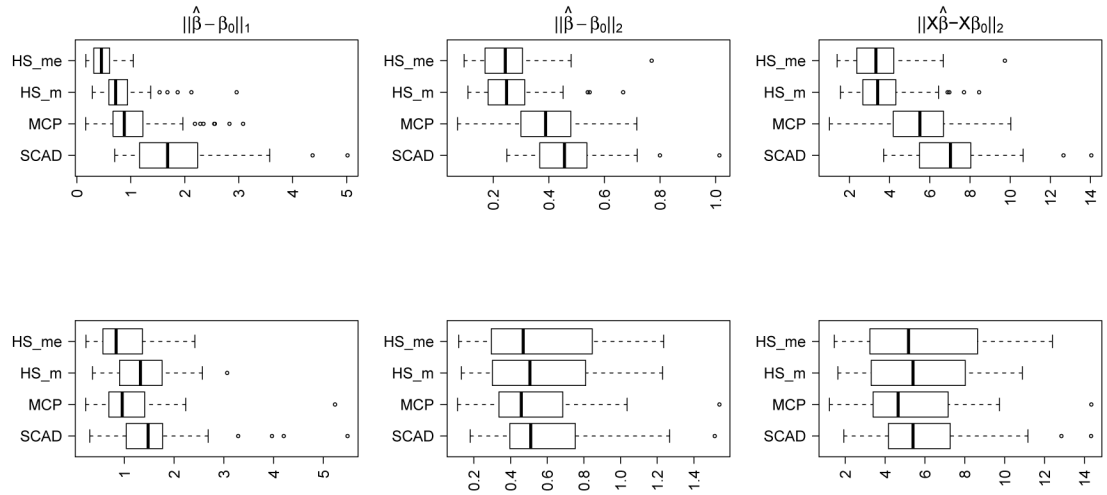 ||β̂ − β₀||₁
HS_me
HS_m
MCP
SCAD
0 1 2 3 4 5
||β̂ − β₀||₂
HS_me
HS_m
MCP
SCAD
0.2 0.4 0.6 0.8 1.0
||Xβ̂−Xβ₀||₂
HS_me
HS_m
MCP
SCAD
2 4 6 8 10 12 14
HS_me
HS_m
MCP
SCAD
1 2 3 4 5
HS_me
HS_m
MCP
SCAD
0.2 0.4 0.6 0.8 1.0 1.2 1.4
HS_me
HS_m
MCP
SCAD
2 4 6 8 10 12 14